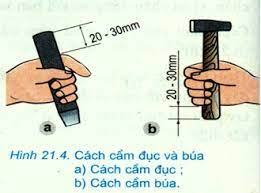 20 - 30mm
20 - 30mm
a
b
Hình 21.4. Cách cầm đục và búa
a) Cách cầm đục ;
b) Cách cầm búa.